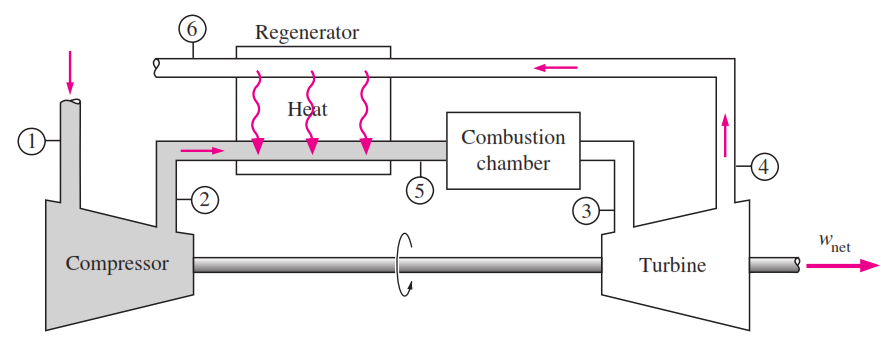 6
Regenerator
Heat
1
Combustion
chamber
4
2
5
3
Compressor
Turbine
wnet